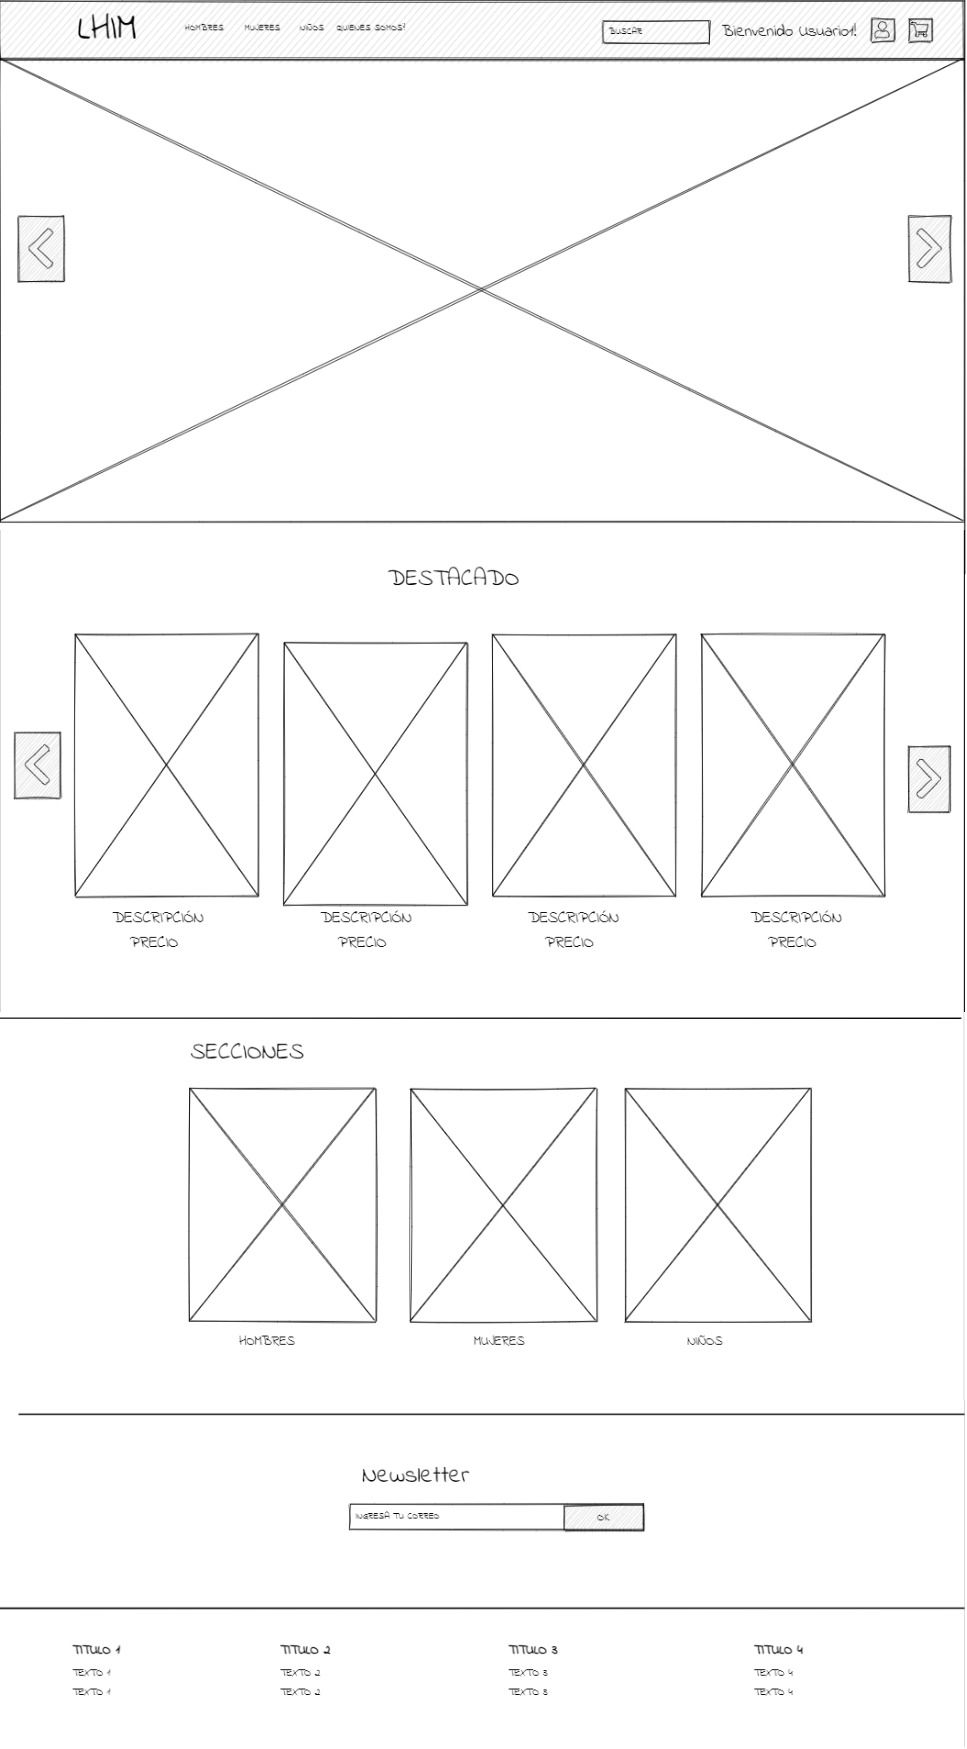 LHIM
HOMBRES MUJERES NIÑOS QUIENES SOMOS?
BUSCAR
Bienvenido Usuario1!
DESTACADO
DESCRIPCIÓN DESCRIPCIÓN DESCRIPCIÓN DESCRIPCIÓN
PRECIO PRECIO PRECIO PRECIO
SECCIONES
HOMBRES MUJERES NIÑOS
Newsletter
INGRESA TU CORREO OK
TITULO 1 TITULO 2 TITULO 3 TITULO 4
TEXTO 1 TEXTO 2 TEXTO 3 TEXTO 4
TEXTO 1 TEXTO 2 TEXTO 3 TEXTO 4